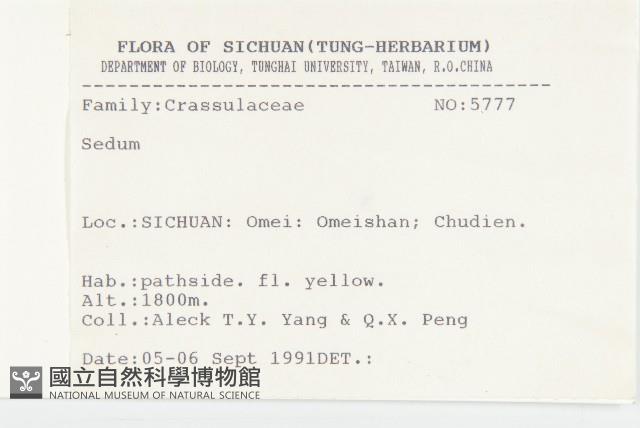 FLORA OF SICHUAN(TUNG-HERBARIUM)
DEPARTMENT OF BIOLOGY, TUNGHAI UNIVERSITY, TAIWAN, R.O.CHINA
Family:Crassulaceae NO:5777
Sedum
Loc.:SICHUAN: Omei: Omeishan; Chudien.
Hab.:pathside. fl. yellow.
Alt.:1800m.
Coll.:Aleck T.Y. Yang & Q.X. Peng
Date:05-06 Sept 1991DET.:
國立自然科學博物館
NATIONAL MUSEUM OF NATURAL SCIENCE